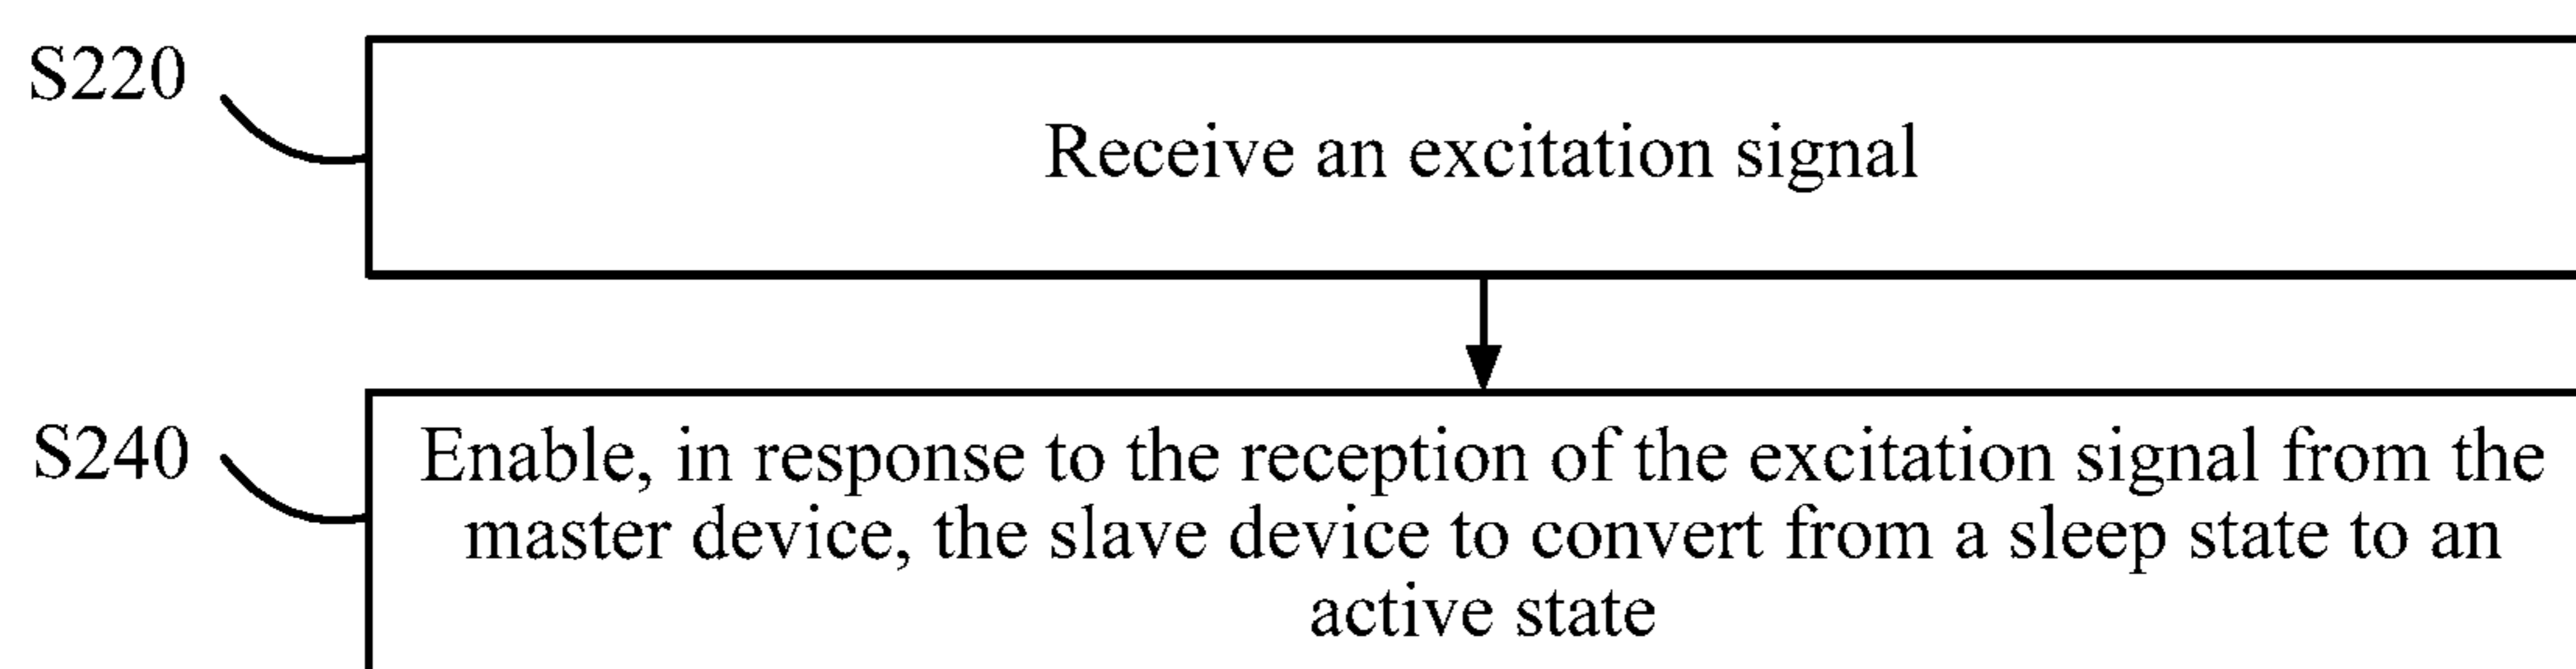 S220
Receive an excitation signal
S240
Enable, in response to the reception of the excitation signal from the
master device, the slave device to convert from a sleep state to an
active state